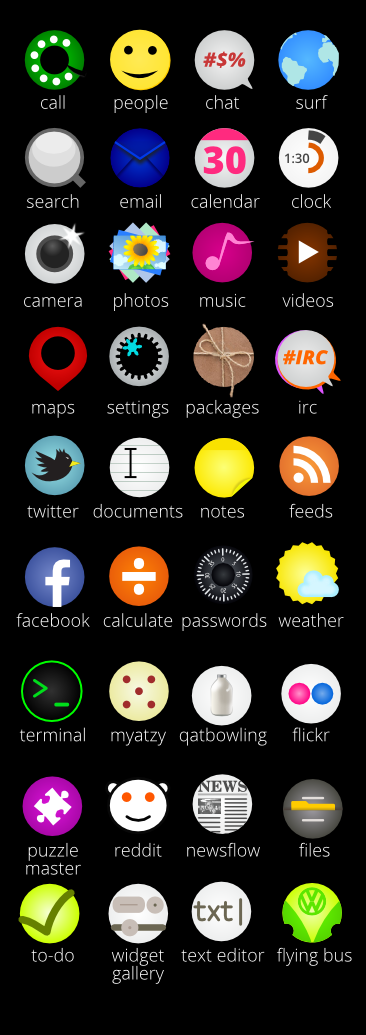 call people chat surf
#$%
search email calendar clock
30
1:30
camera photos music videos
maps settings packages irc
#IRC
twitter documents notes feeds
facebook calculate passwords weather
terminal myatzy qatbowling flickr
puzzle master
reddit newsflow files
NEWS
to-do widget gallery
text editor flying bus
txt|